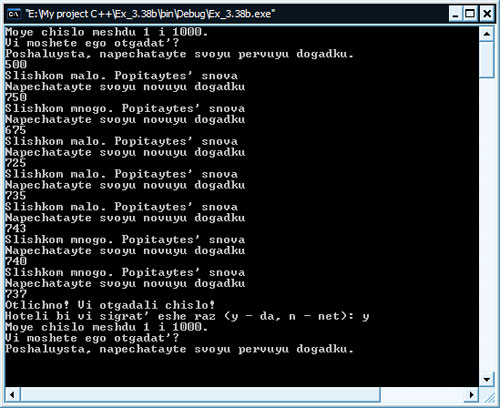 "E:\My project C++\Ex_3.38b\bin\Debug\Ex_3.38b.exe"
Moye chislo meshdu 1 i 1000.
Vi moshete ego otgadat'?
Poshaluysta, napechatayte svoyu pervuyu dogadku.
500
Slishkom malo. Popitaytes' snova
Napechatayte svoyu novuyu dogadku
750
Slishkom mnogo. Popitaytes' snova
Napechatayte svoyu novuyu dogadku
675
Slishkom malo. Popitaytes' snova
Napechatayte svoyu novuyu dogadku
725
Slishkom malo. Popitaytes' snova
Napechatayte svoyu novuyu dogadku
735
Slishkom malo. Popitaytes' snova
Napechatayte svoyu novuyu dogadku
743
Slishkom mnogo. Popitaytes' snova
Napechatayte svoyu novuyu dogadku
740
Slishkom mnogo. Popitaytes' snova
Napechatayte svoyu novuyu dogadku
737
Otlichno! Vi otgadali chislo!
Hoteli bi vi sigrat' eshe raz (y - da, n - net): y
Moye chislo meshdu 1 i 1000.
Vi moshete ego otgadat'?
Poshaluysta, napechatayte svoyu pervuyu dogadku.